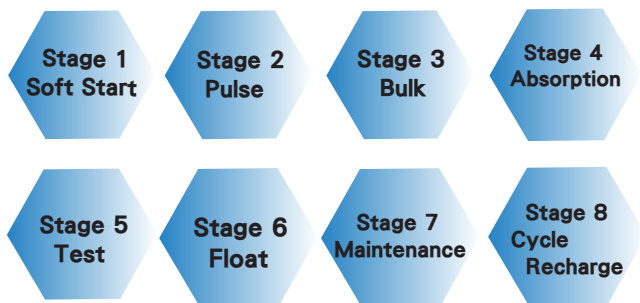 Stage 1
Soft Start
Stage 2
Pulse
Stage 3
Bulk
Stage 4
Absorption
Stage 5
Test
Stage 6
Float
Stage 7
Maintenance
Stage 8
Cycle
Recharge